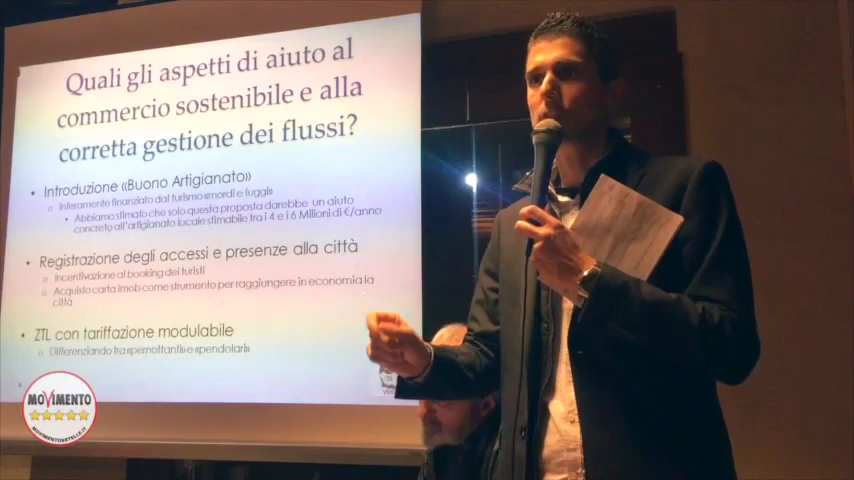 Quali gli aspetti di aiuto al
commercio sostenibile e alla
corretta gestione dei flussi?
• Introduzione «Buono Artigianato»
o Interamente finanziato dal turismo «mordi e fuggi»
• Abbiamo stimato che solo questa proposta darebbe un aiuto
concreto all'artigianato locale stimabile tra i 4 e i 6 Milioni di €/anno
• Registrazione degli accessi e presenze alla città
o Incentivazione al booking dei turisti
o Acquisto carta Imob come strumento per raggiungere in economia la
città
• ZTL con tariffazione modulabile
o Differenziando tra «pernottanti» e «pendolari»
MOVIMENTO
MOVIMENTO5STELLE.IT